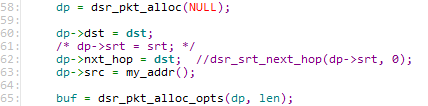 58: dp = dsr_pkt_alloc(NULL);
59:
60: dp->dst = dst;
61: /* dp->srt = srt; */
62: dp->nxt_hop = dst;  //dsr_srt_next_hop(dp->srt, 0);
63: dp->src = my_addr();
64:
65: buf = dsr_pkt_alloc_opts(dp, len);